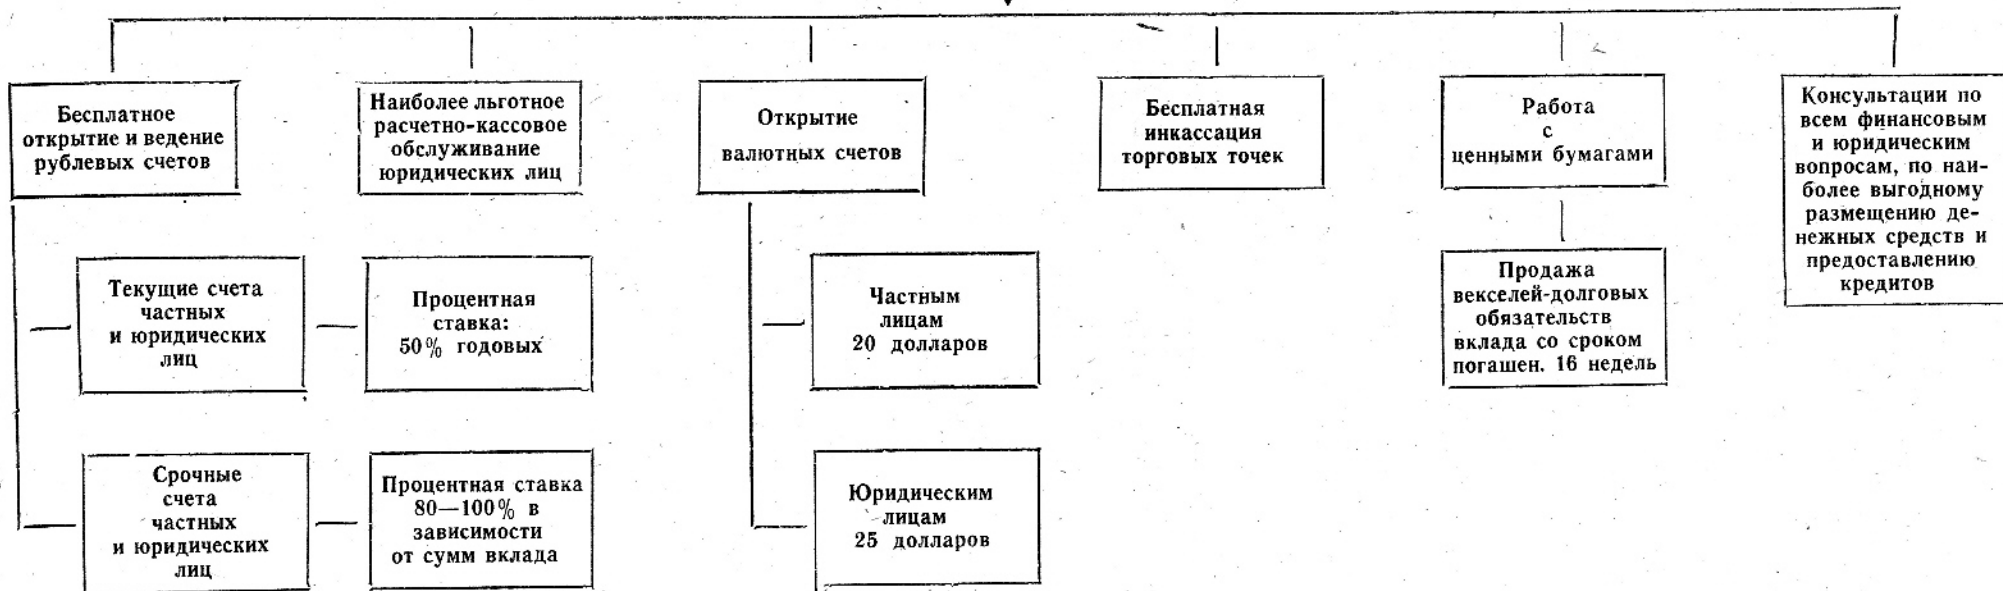 Бесплатное
открытие и ведение
рублевых счетов
Наиболее льготное
расчетно-кассовое
обслуживание
юридических лиц
Открытие
валютных счетов
Бесплатная
инкассация
торговых точек
Работа
с
ценными бумагами
Консультации по
всем финансовым
и юридическим
вопросам, по наи-
более выгодному
размещению де-
нежных средств и
предоставлению
кредитов
Текущие счета
частных
и юридических
лиц
Процентная
ставка:
50% годовых
Частным
лицам
20 долларов
Продажа
векселей-долговых
обязательств
вклада со сроком
погашен. 16 недель
Срочные
счета
частных
и юридических
лиц
Процентная ставка
80—100% в
зависимости
от сумм вклада
Юридическим
лицам
25 долларов